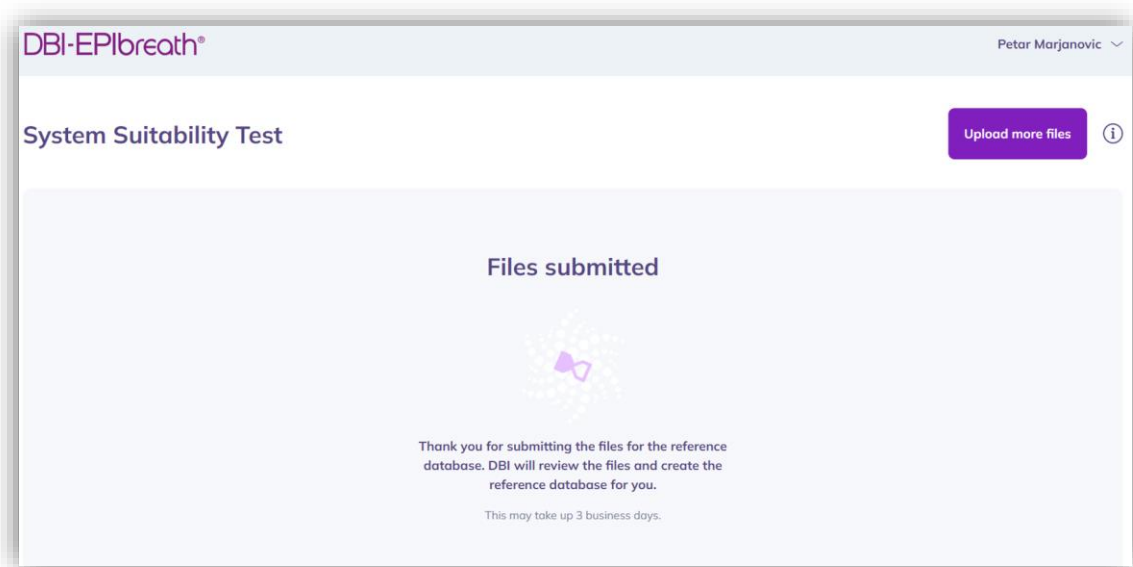 DBI-EPIbreath®
Petar Marjanovic
System Suitability Test
Upload more files
Files submitted
Thank you for submitting the files for the reference
database. DBI will review the files and create the
reference database for you.
This may take up 3 business days.